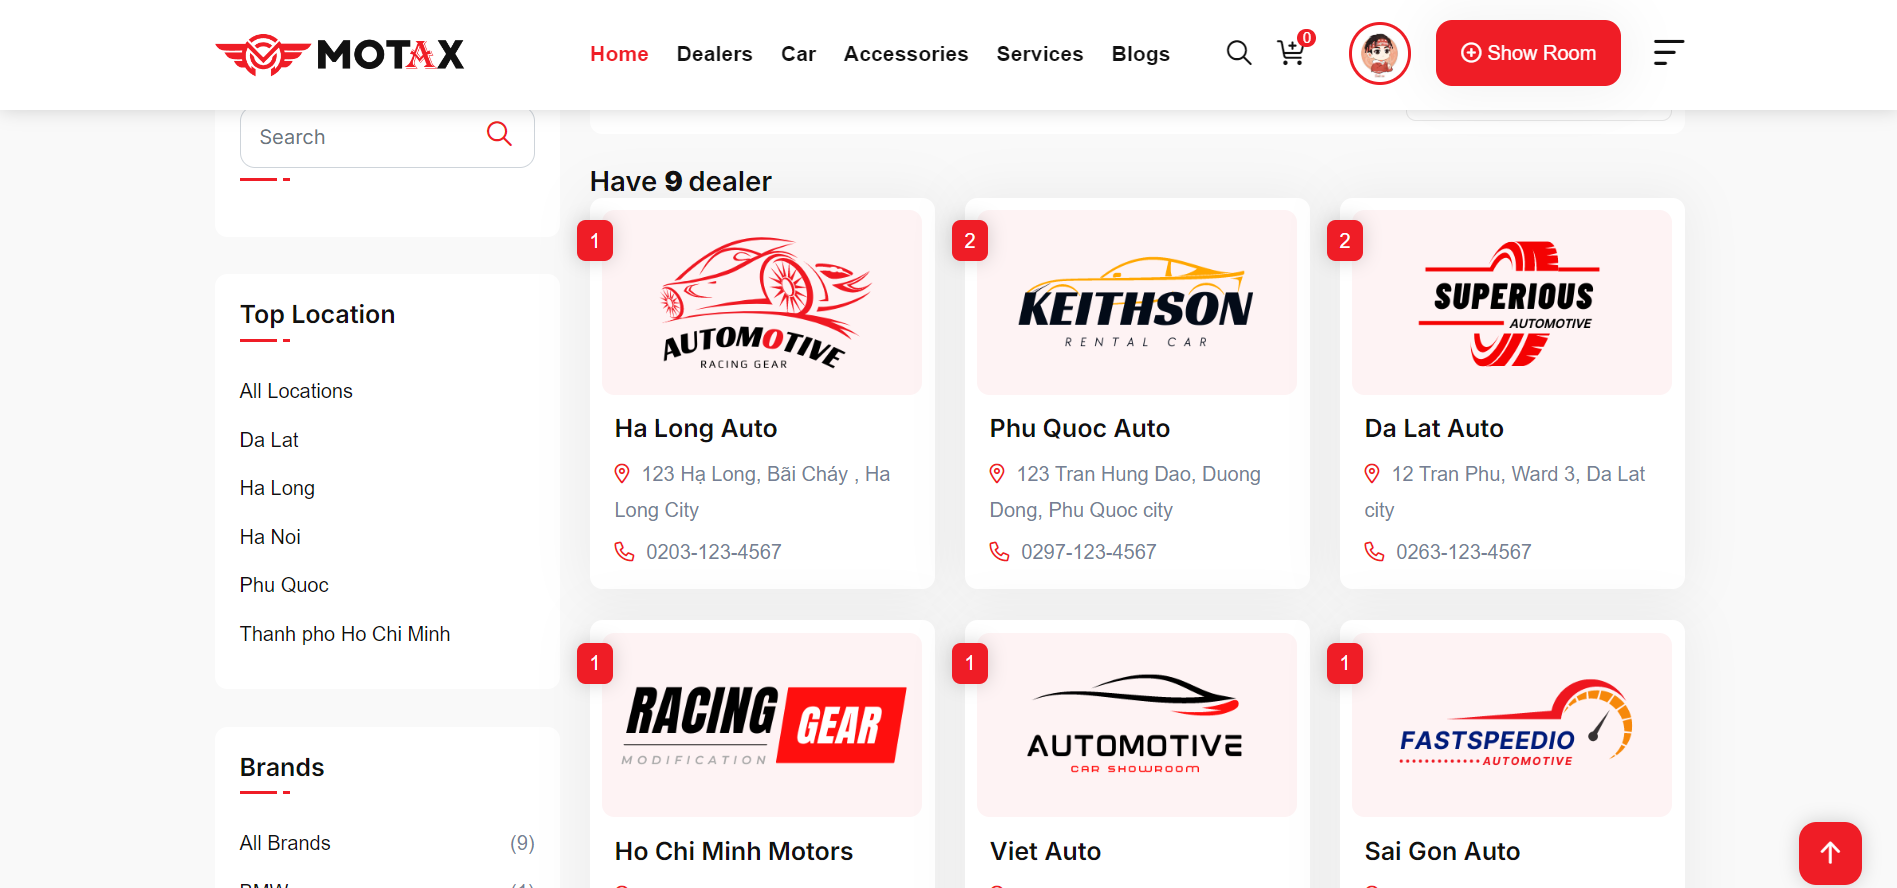 MOTAX
Home Dealers Car Accessories Services Blogs
0
Show Room
Search
Have 9 dealer
Top Location
All Locations
Da Lat
Ha Long
Ha Noi
Phu Quoc
Thanh pho Ho Chi Minh
Brands
All Brands (9)
BMW (1)
1
AUTOMOTIVE
RACING GEAR
Ha Long Auto
123 Hạ Long, Bãi Cháy , Ha
Long City
0203-123-4567
2
KEITHSON
RENTAL CAR
Phu Quoc Auto
123 Tran Hung Dao, Duong
Dong, Phu Quoc city
0297-123-4567
2
SUPERIOUS
AUTOMOTIVE
Da Lat Auto
12 Tran Phu, Ward 3, Da Lat
city
0263-123-4567
1
RACING GEAR
MODIFICATION
Ho Chi Minh Motors
1
AUTOMOTIVE
CAR SHOWROOM
Viet Auto
1
FASTSPEEDIO
AUTOMOTIVE
Sai Gon Auto